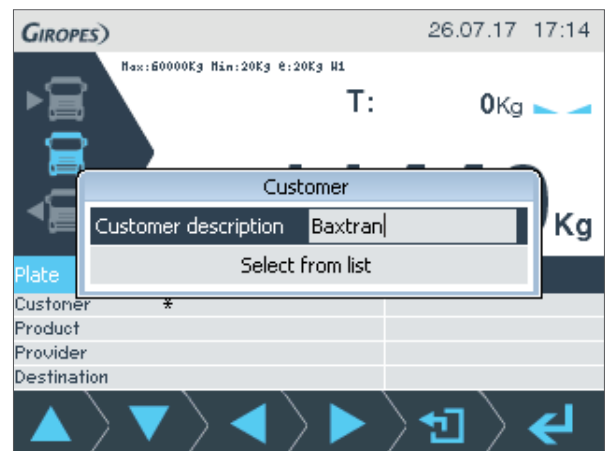 GIROPES) 26.07.17 17:14
Max:60000Kg Min:20Kg e:20Kg W1
T: 0Kg
Kg
Customer
Customer description Baxtran
Select from list
Plate
Customer *
Product
Provider
Destination